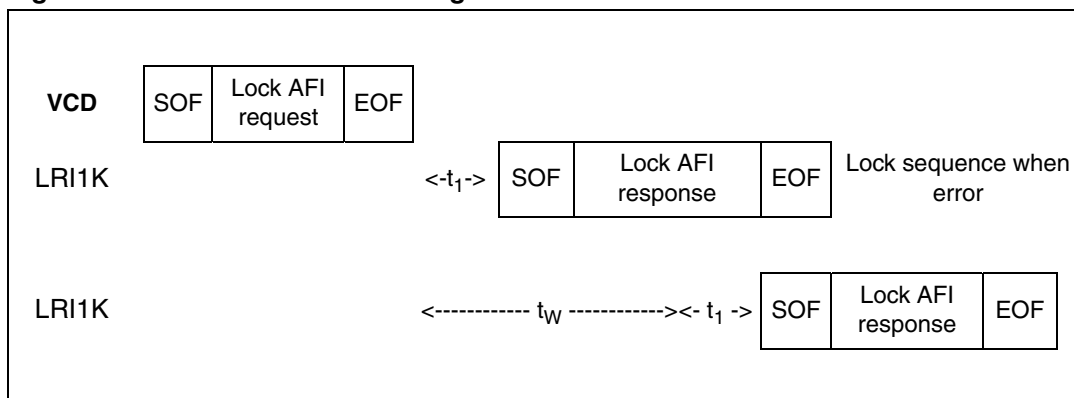 VCD SOF Lock AFI request EOF
LRI1K <-t1-> SOF Lock AFI response EOF Lock sequence when error
LRI1K <------------ tW ------------><- t1 -> SOF Lock AFI response EOF